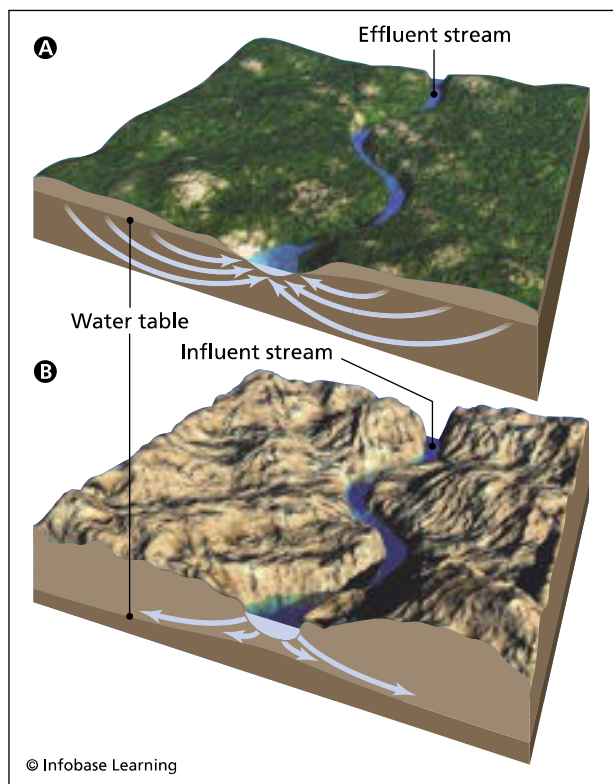 A
Effluent stream
Water table
Influent stream
B
© Infobase Learning